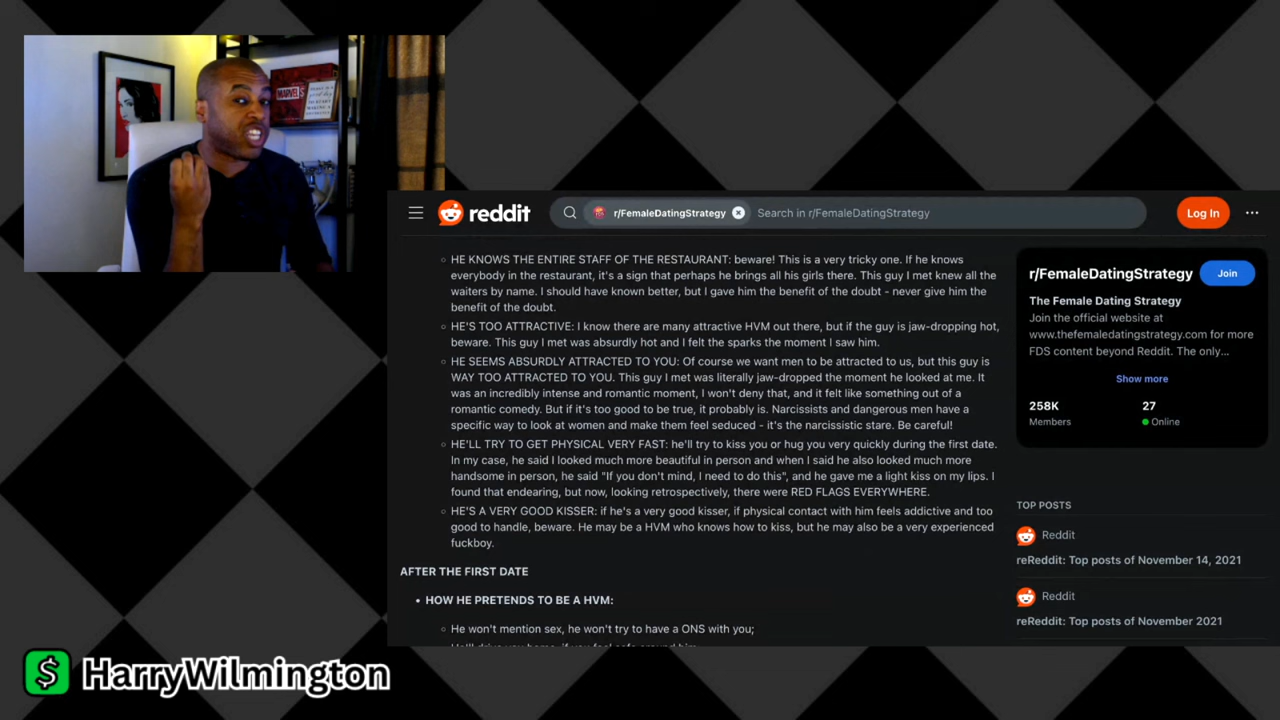 MARVEL
reddit
r/FemaleDatingStrategy
Search in r/FemaleDatingStrategy
Log In
HE KNOWS THE ENTIRE STAFF OF THE RESTAURANT: beware! This is a very tricky one. If he knows
everybody in the restaurant, it's a sign that perhaps he brings all his girls there. This guy I met knew all the
waiters by name. I should have known better, but I gave him the benefit of the doubt - never give him the
benefit of the doubt.
HE'S TOO ATTRACTIVE: I know there are many attractive HVM out there, but if the guy is jaw-dropping hot,
beware. This guy I met was absurdly hot and I felt the sparks the moment I saw him.
HE SEEMS ABSURDLY ATTRACTED TO YOU: Of course we want men to be attracted to us, but this guy is
WAY TOO ATTRACTED TO YOU. This guy I met was literally jaw-dropped the moment he looked at me. It
was an incredibly intense and romantic moment, I won't deny that, and it felt like something out of a
romantic comedy. But if it's too good to be true, it probably is. Narcissists and dangerous men have a
specific way to look at women and make them feel seduced - it's the narcissistic stare. Be careful!
HE'LL TRY TO GET PHYSICAL VERY FAST: he'll try to kiss you or hug you very quickly during the first date.
In my case, he said I looked much more beautiful in person and when I said he also looked much more
handsome in person, he said "If you don't mind, I need to do this", and he gave me a light kiss on my lips. I
found that endearing, but now, looking retrospectively, there were RED FLAGS EVERYWHERE.
HE'S A VERY GOOD KISSER: if he's a very good kisser, if physical contact with him feels addictive and too
good to handle, beware. He may be a HVM who knows how to kiss, but he may also be a very experienced
fuckboy.
AFTER THE FIRST DATE
HOW HE PRETENDS TO BE A HVM:
He won't mention sex, he won't try to have a ONS with you;
r/FemaleDatingStrategy
Join
The Female Dating Strategy
Join the official website at
www.thefemaledatingstrategy.com for more
FDS content beyond Reddit. The only...
Show more
258K
27
Members
Online
TOP POSTS
Reddit
reReddit: Top posts of November 14, 2021
Reddit
reReddit: Top posts of November 2021
$ HarryWilmington